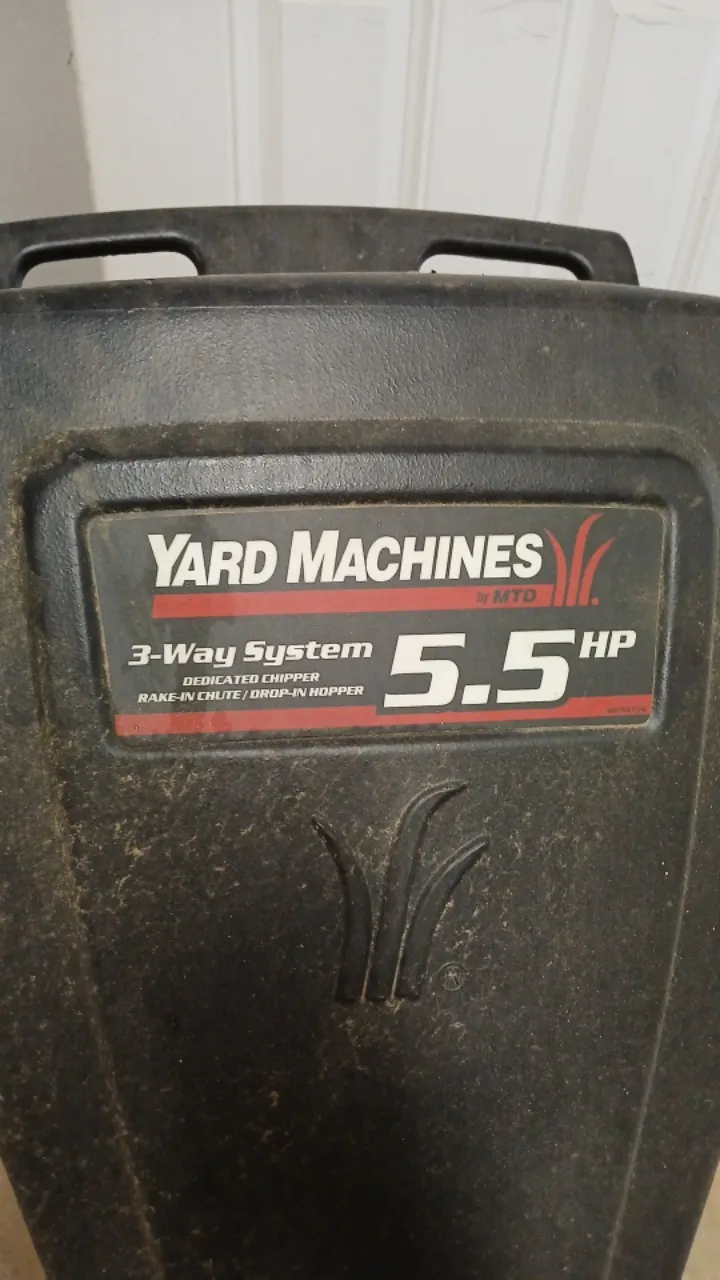 YARD MACHINES
by MTD
3-Way System
DEDICATED CHIPPER
RAKE-IN CHUTE / DROP-IN HOPPER
5.5 HP
®